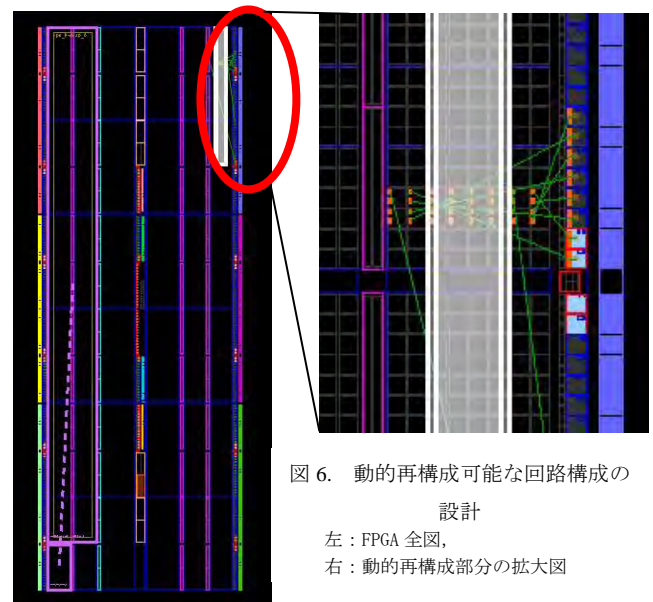 図 6. 動的再構成可能な回路構成の
設計
左：FPGA 全図,
右：動的再構成部分の拡大図